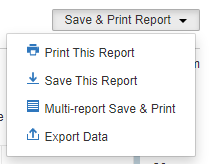 Save & Print Report
Print This Report
Save This Report
Multi-report Save & Print
Export Data